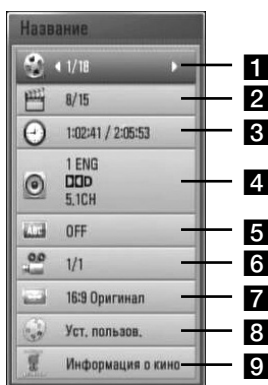 Название
1/18
1
8/15
2
1:02:41 / 2:05:53
3
1 ENG
DD D
5.1CH
4
OFF
5
1/1
6
16:9 Оригинал
7
Уст. пользов.
8
Информация о кино
9